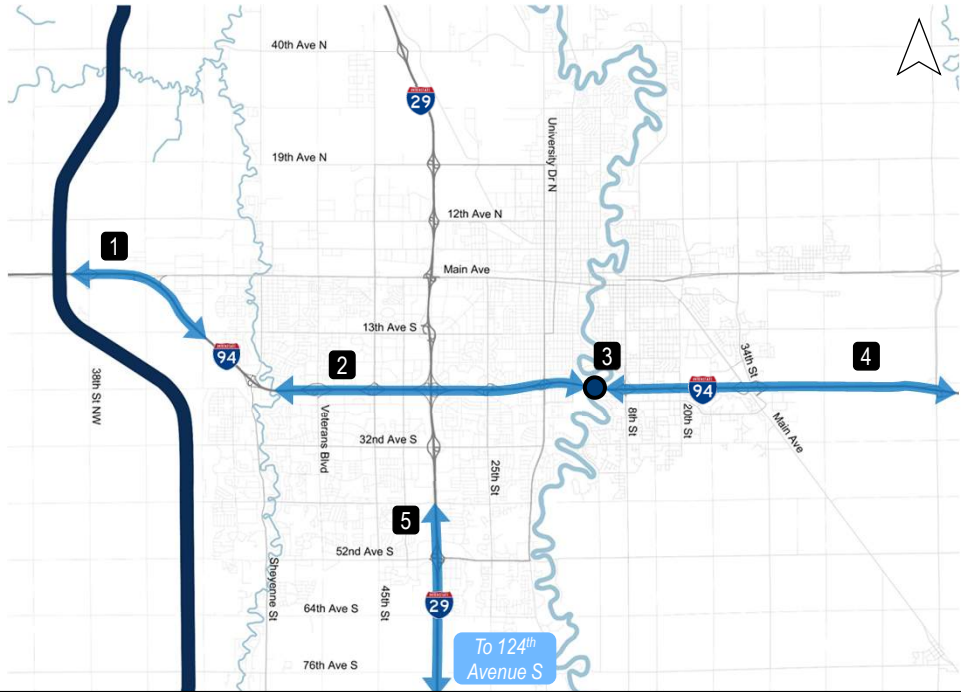 40th Ave N
INTERSTATE
29
University Dr N
19th Ave N
12th Ave N
1
Main Ave
13th Ave S
94
2
3
34th St
4
94
38th St NW
Veterans Blvd
8th St
20th St
Main Ave
32nd Ave S
25th St
5
52nd Ave S
Sheyenne St
45th St
29
64th Ave S
To 124th
Avenue S
76th Ave S